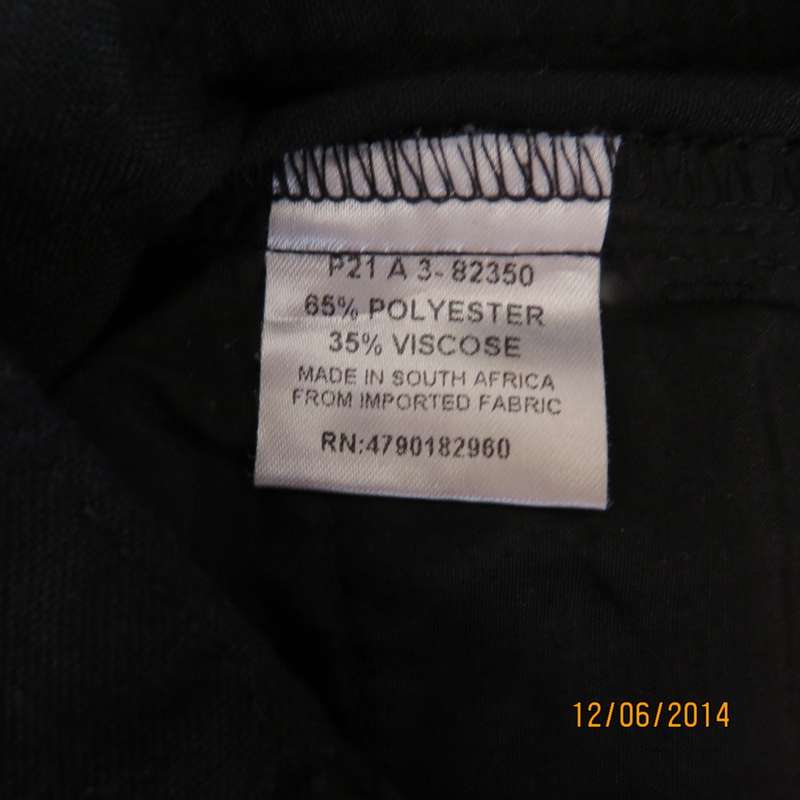 P21 A 3-82350
65% POLYESTER
35% VISCOSE
MADE IN SOUTH AFRICA
FROM IMPORTED FABRIC
RN:4790182960
12/06/2014